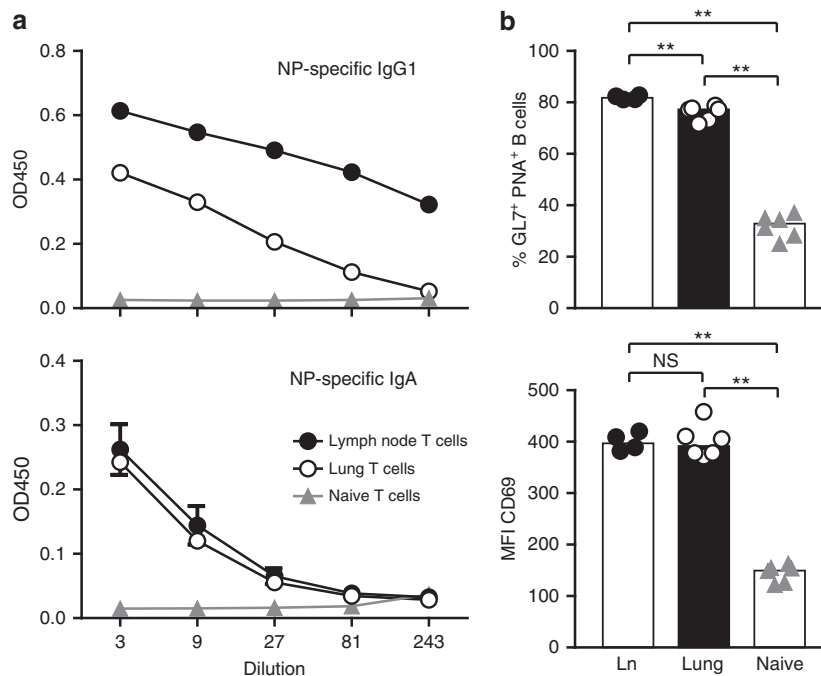 a
NP-specific IgG1
OD450
0.8
0.6
0.4
0.2
0.0
NP-specific IgA
OD450
0.4
0.3
0.2
0.1
0.0
Lymph node T cells
Lung T cells
Naive T cells
3 9 27 81 243
Dilution
b
**
** **
% GL7+ PNA+ B cells
100
80
60
40
20
0
**
NS **
MFI CD69
500
400
300
200
100
0
Ln Lung Naive